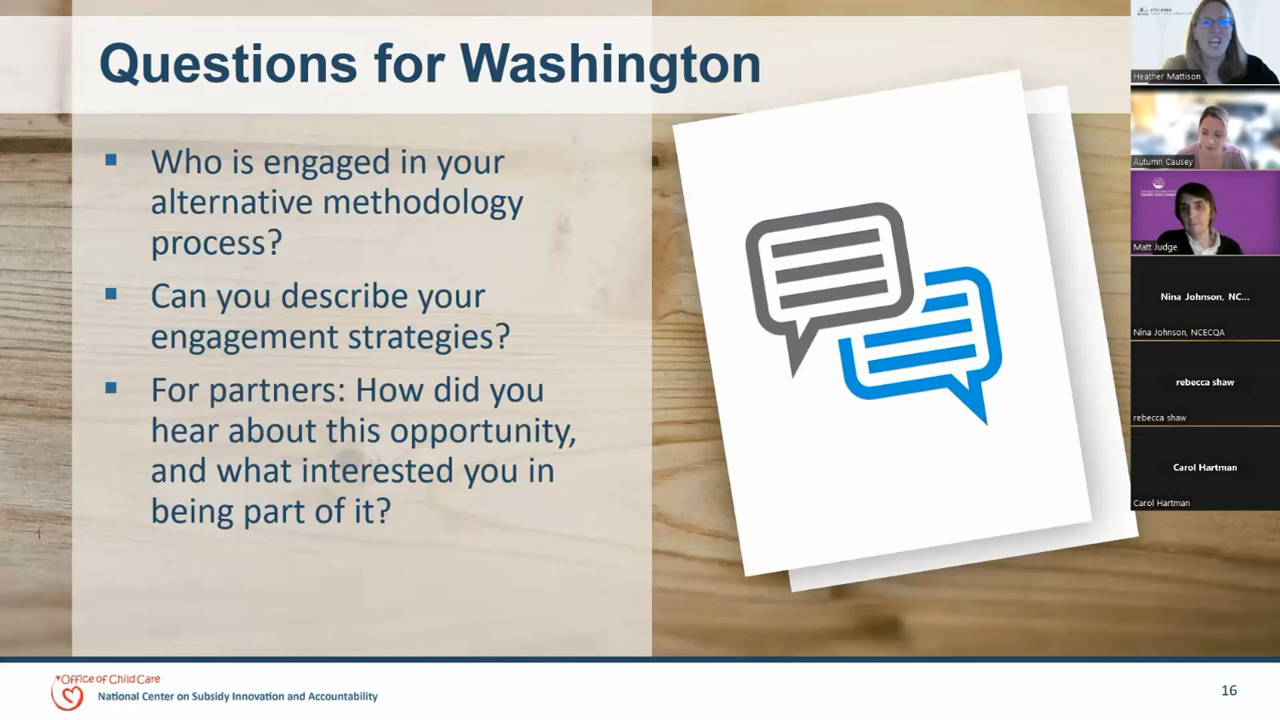 Questions for Washington
▪ Who is engaged in your
alternative methodology
process?
▪ Can you describe your
engagement strategies?
▪ For partners: How did you
hear about this opportunity,
and what interested you in
being part of it?
Heather Mattison
Autumn Causey
Matt Judge
Nina Johnson, NC...
Nina Johnson, NCECQA
rebecca shaw
rebecca shaw
Carol Hartman
Carol Hartman
Office of Child Care
National Center on Subsidy Innovation and Accountability
16